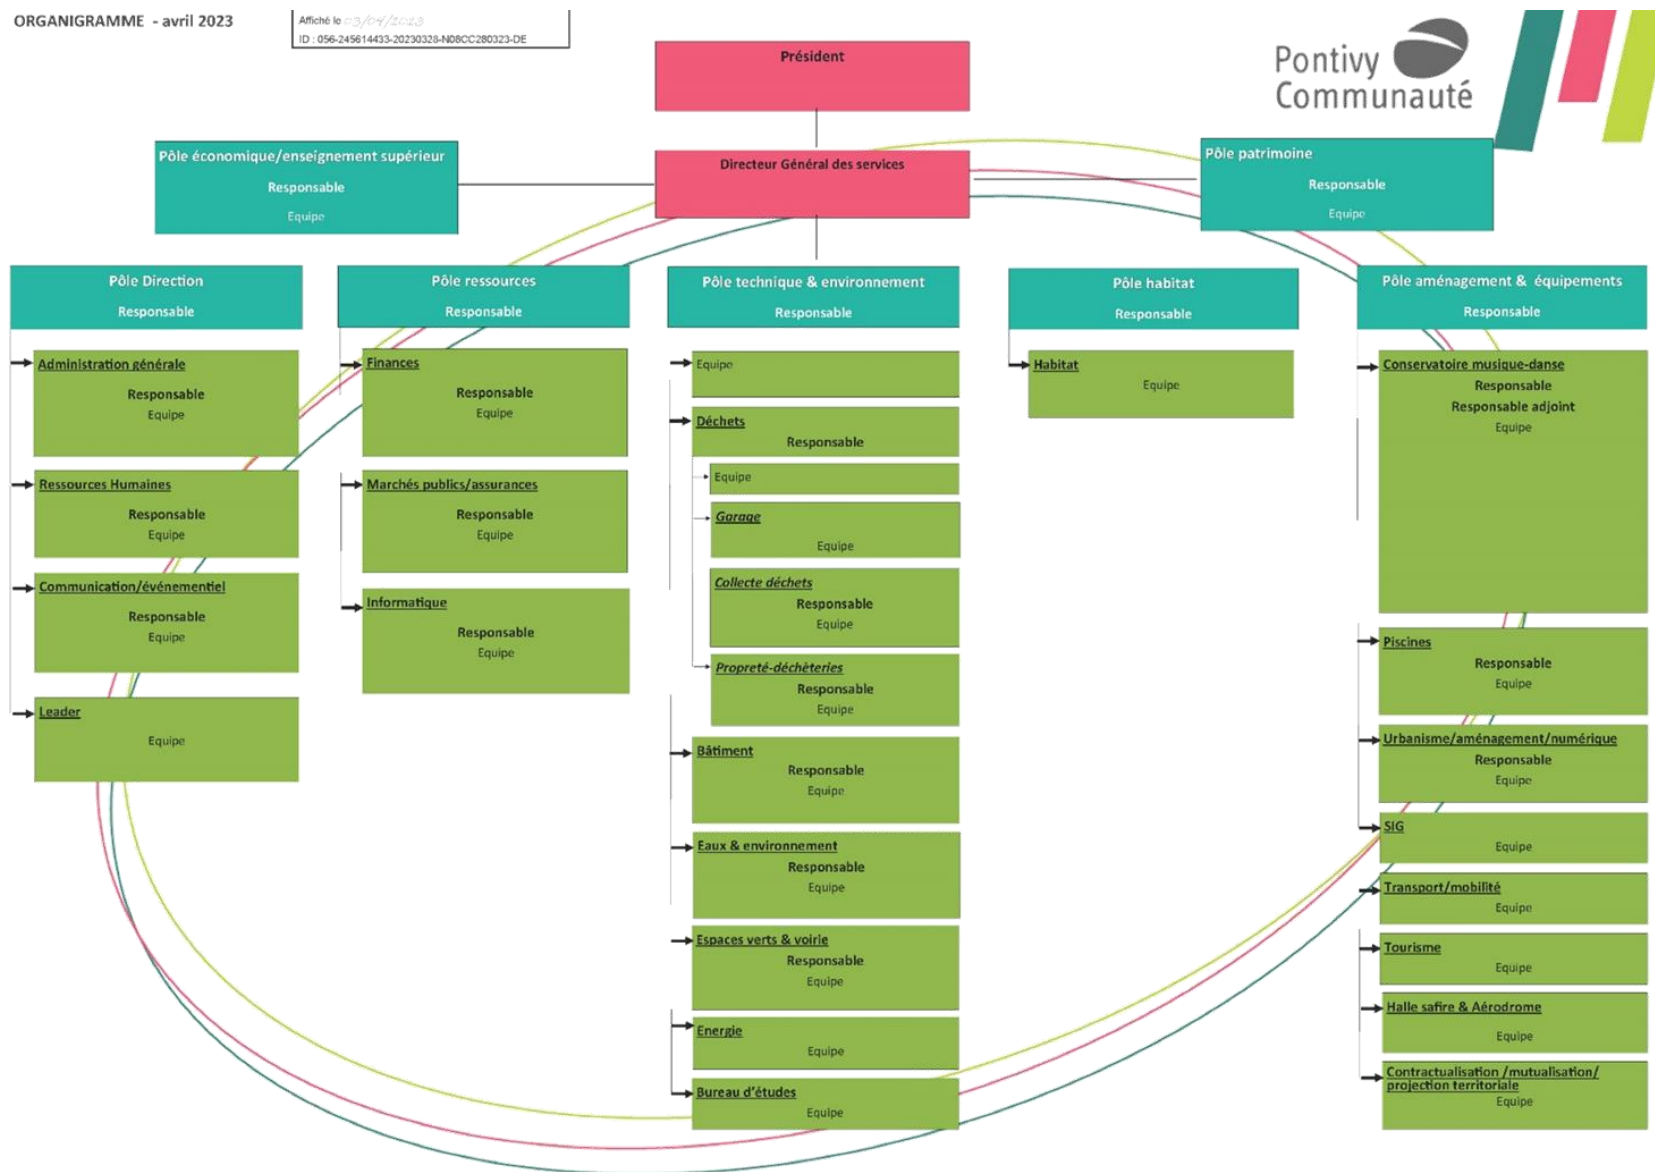 ORGANIGRAMME - avril 2023
Affiché le 03/04/2023
ID : 056-245614433-20230328-N08CC280323-DE
Pontivy
Communauté
Président
Pôle économique/enseignement supérieur
Responsable
Equipe
Directeur Général des services
Pôle patrimoine
Responsable
Equipe
Pôle Direction
Responsable
Administration générale
Responsable
Equipe
Ressources Humaines
Responsable
Equipe
Communication/événementiel
Responsable
Equipe
Leader
Equipe
Pôle ressources
Responsable
Finances
Responsable
Equipe
Marchés publics/assurances
Responsable
Equipe
Informatique
Responsable
Equipe
Pôle technique & environnement
Responsable
Equipe
Déchets
Responsable
Equipe
Garage
Equipe
Collecte déchets
Responsable
Equipe
Propreté-déchèteries
Responsable
Equipe
Bâtiment
Responsable
Equipe
Eaux & environnement
Responsable
Equipe
Espaces verts & voirie
Responsable
Equipe
Energie
Equipe
Bureau d'études
Equipe
Pôle habitat
Responsable
Habitat
Equipe
Pôle aménagement & équipements
Responsable
Conservatoire musique-danse
Responsable
Responsable adjoint
Equipe
Piscines
Responsable
Equipe
Urbanisme/aménagement/numérique
Responsable
Equipe
SIG
Equipe
Transport/mobilité
Equipe
Tourisme
Equipe
Halle safire & Aérodrome
Equipe
Contractualisation /mutualisation/
projection territoriale
Equipe